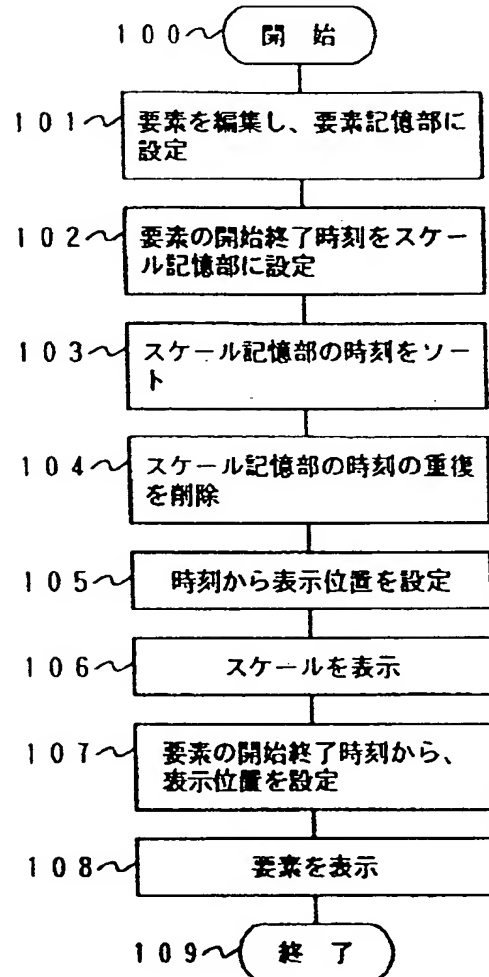 100 開始
101 要素を編集し、要素記憶部に
設定
102 要素の開始終了時刻をスケー
ル記憶部に設定
103 スケール記憶部の時刻をソー
ト
104 スケール記憶部の時刻の重複
を削除
105 時刻から表示位置を設定
106 スケールを表示
107 要素の開始終了時刻から、
表示位置を設定
108 要素を表示
109 終了